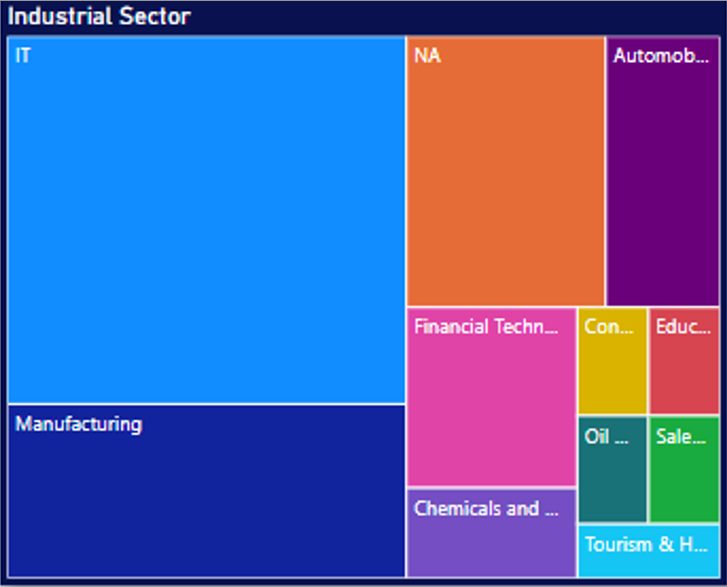 Industrial Sector
IT
NA
Automob...
Manufacturing
Financial Techn...
Con...
Educ...
Oil ...
Sale...
Chemicals and ...
Tourism & H...